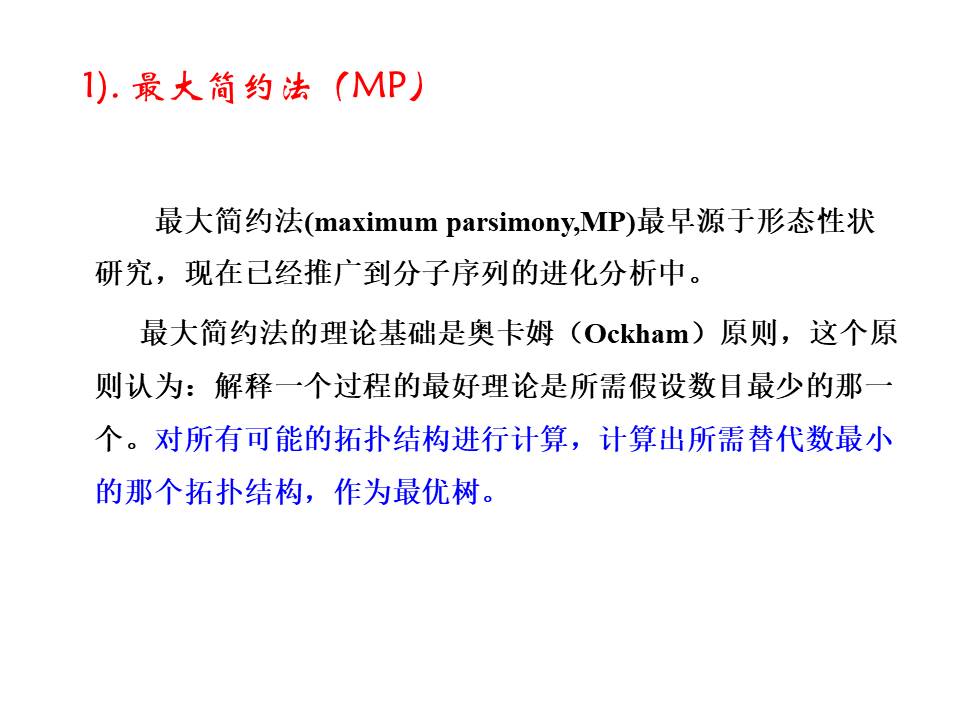 1). 最大简约法（MP）
最大简约法(maximum parsimony,MP)最早源于形态性状
研究，现在已经推广到分子序列的进化分析中。
最大简约法的理论基础是奥卡姆（Ockham）原则，这个原
则认为：解释一个过程的最好理论是所需假设数目最少的那一
个。对所有可能的拓扑结构进行计算，计算出所需替代数最小
的那个拓扑结构，作为最优树。